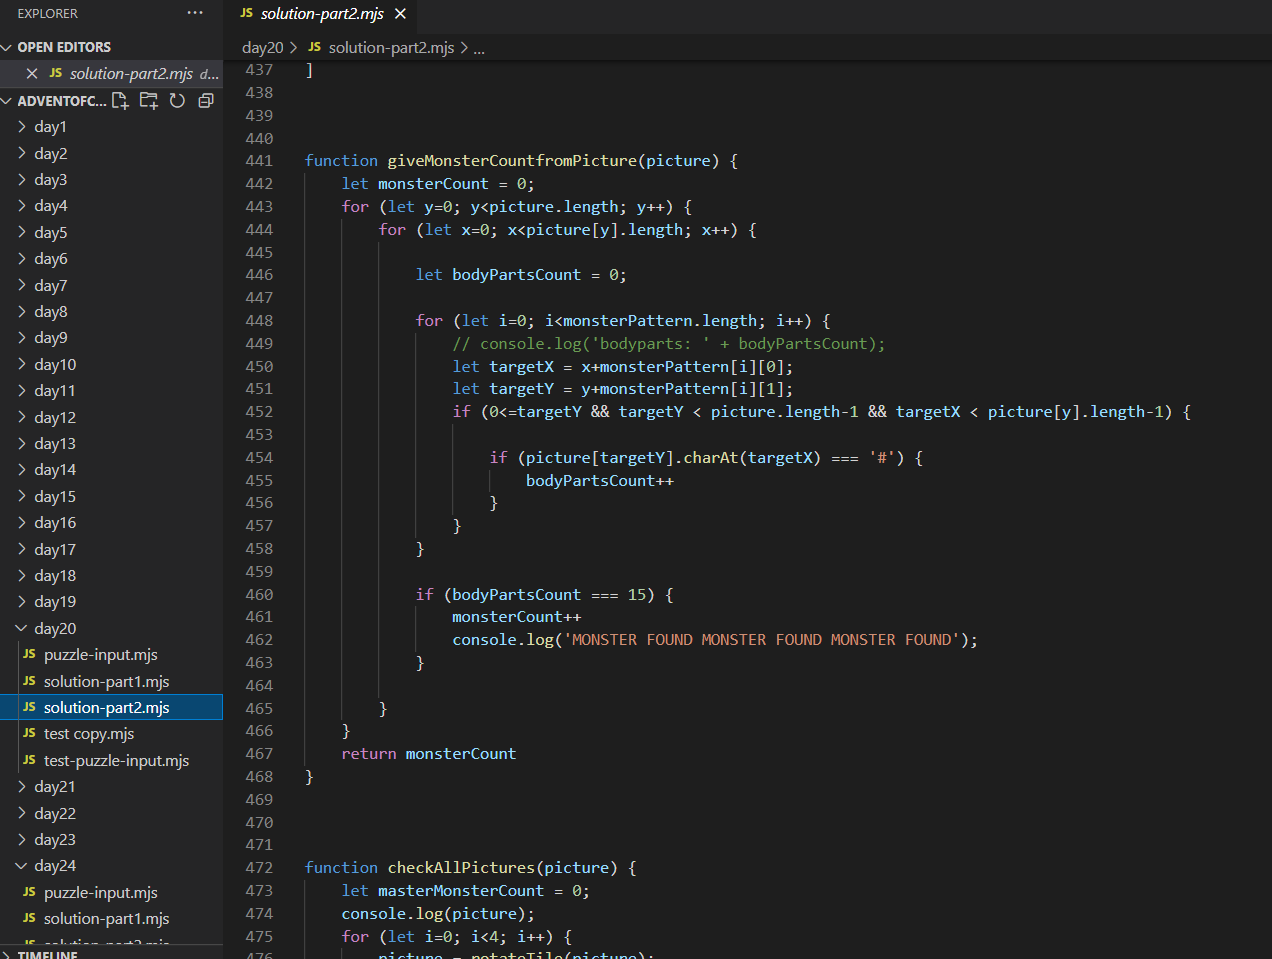 EXPLORER ...
OPEN EDITORS
JS solution-part2.mjs d...
ADVENTOFC...
day1
day2
day3
day4
day5
day6
day7
day8
day9
day10
day11
day12
day13
day14
day15
day16
day17
day18
day19
day20
JS puzzle-input.mjs
JS solution-part1.mjs
JS solution-part2.mjs
JS test copy.mjs
JS test-puzzle-input.mjs
day21
day22
day23
day24
JS puzzle-input.mjs
JS solution-part1.mjs
JS solution-part2.mjs
TIMELINE
JS solution-part2.mjs
day20 > JS solution-part2.mjs > ...
437 ]
438
439
440
441 function giveMonsterCountfromPicture(picture) {
442     let monsterCount = 0;
443     for (let y=0; y<picture.length; y++) {
444         for (let x=0; x<picture[y].length; x++) {
445
446             let bodyPartsCount = 0;
447
448             for (let i=0; i<monsterPattern.length; i++) {
449                 // console.log('bodyparts: ' + bodyPartsCount);
450                 let targetX = x+monsterPattern[i][0];
451                 let targetY = y+monsterPattern[i][1];
452                 if (0<=targetY && targetY < picture.length-1 && targetX < picture[y].length-1) {
453
454                     if (picture[targetY].charAt(targetX) === '#') {
455                         bodyPartsCount++
456                     }
457                 }
458             }
459
460             if (bodyPartsCount === 15) {
461                 monsterCount++
462                 console.log('MONSTER FOUND MONSTER FOUND MONSTER FOUND');
463             }
464
465         }
466     }
467     return monsterCount
468 }
469
470
471
472 function checkAllPictures(picture) {
473     let masterMonsterCount = 0;
474     console.log(picture);
475     for (let i=0; i<4; i++) {
476         picture = rotateTile(picture);